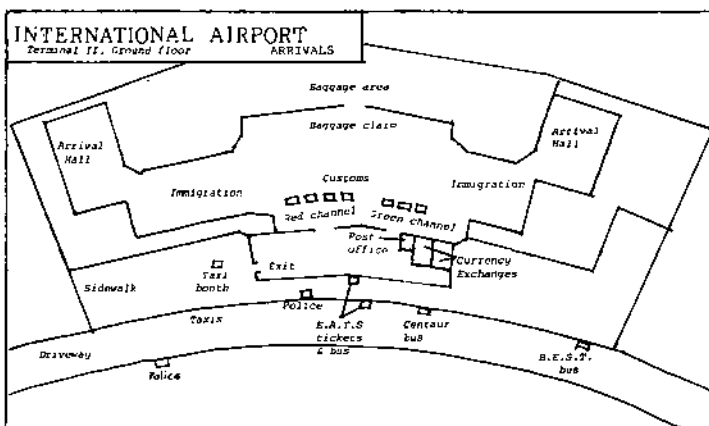 INTERNATIONAL AIRPORT
Terminal II, Ground floor
ARRIVALS
Baggage area
Baggage claim
Arrival
Hall
Arrival
Hall
Customs
Immigration
Immigration
Red channel
Green channel
Post
office
Exit
Currency
Exchanges
Taxi
booth
Sidewalk
Police
Taxis
E.A.T.S
tickets
& bus
Centaur
bus
Driveway
B.E.S.T.
bus
Police